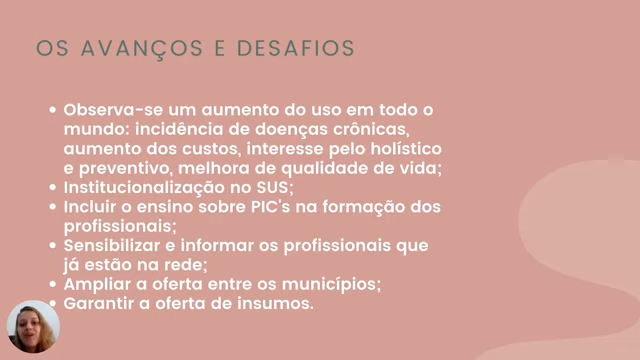 OS AVANÇOS E DESAFIOS
• Observa-se um aumento do uso em todo o
mundo: incidência de doenças crônicas,
aumento dos custos, interesse pelo holístico
e preventivo, melhora de qualidade de vida;
• Institucionalização no SUS;
• Incluir o ensino sobre PIC's na formação dos
profissionais;
• Sensibilizar e informar os profissionais que
já estão na rede;
• Ampliar a oferta entre os municípios;
• Garantir a oferta de insumos.